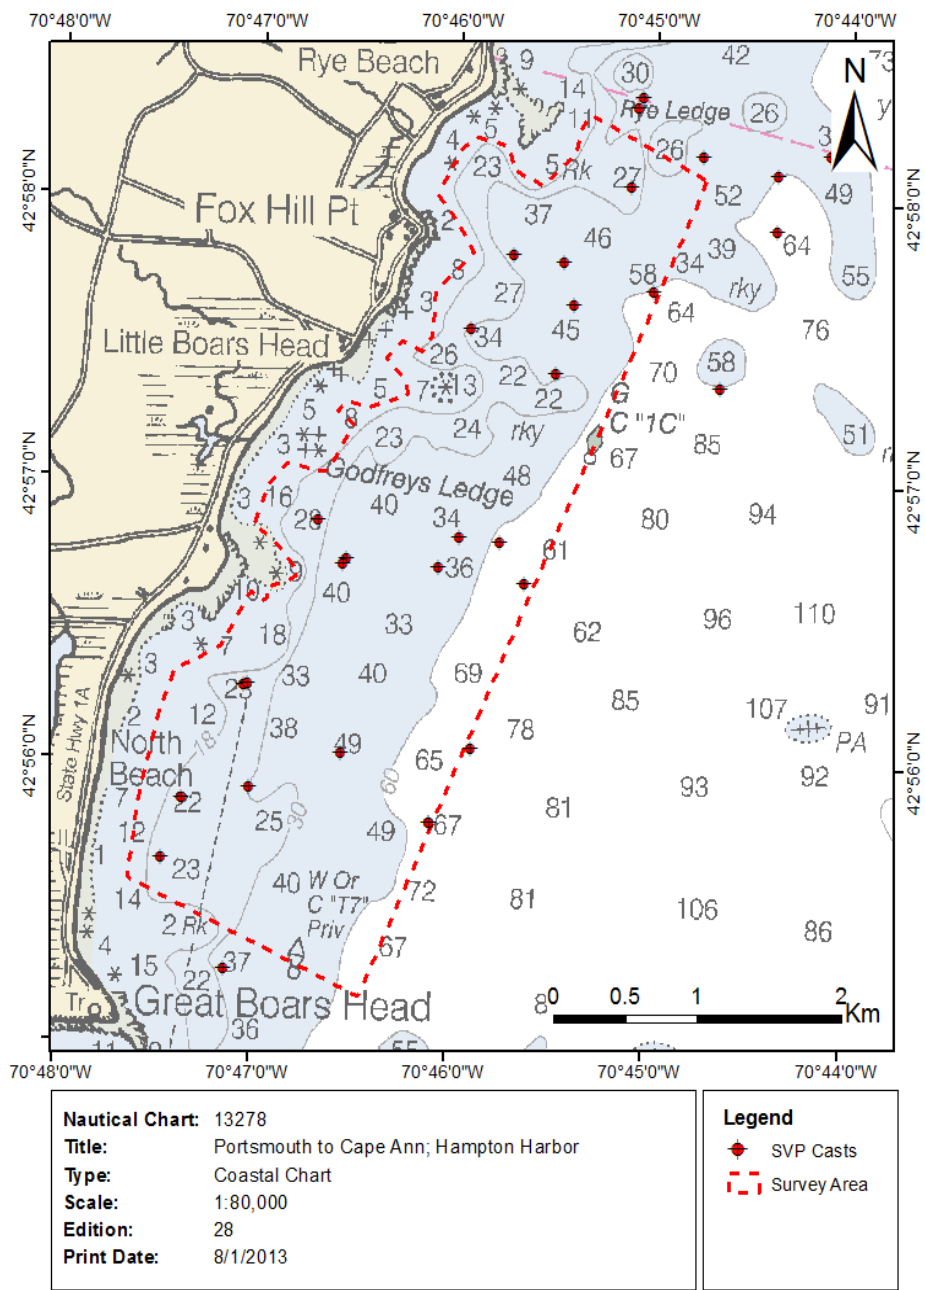 70°48'0"W 70°47'0"W 70°46'0"W 70°45'0"W 70°44'0"W
9 42
Rye Beach 30 N
14
11 Rye Ledge 26
5
4 23 5 Rk 26
42°58'0"N 27 52 49 42°58'0"N
Fox Hill Pt 2 37
46 39 64
8 58 34 55
3 27 rky
64
Little Boars Head 34 45 76
26 70 58
5 7 13 22 22
G
5 8 24 C "1C" 51
3 23 rky 67 85
42°57'0"N Godfreys Ledge 48 42°57'0"N
3 16 40 94
28 34 80
61
9 36
10 40
3 18 33 62 96 110
7
3 33 40 69
23 85 107 91
2 12 38 78
18 49 PA
State Hwy 1A
North
Beach
42°56'0"N 65 92 42°56'0"N
7 22 60 93
12 25 30 81
49 67
1 23
14 40 W Or 72 81 106
C "T7"
2 Rk Priv 86
4 67
15 37
22
Tr Great Boars Head 8
36
0 0.5 1 2
Km
55
70°48'0"W 70°47'0"W 70°46'0"W 70°45'0"W 70°44'0"W
Nautical Chart: 13278
Title: Portsmouth to Cape Ann; Hampton Harbor
Type: Coastal Chart
Scale: 1:80,000
Edition: 28
Print Date: 8/1/2013
Legend
SVP Casts
Survey Area